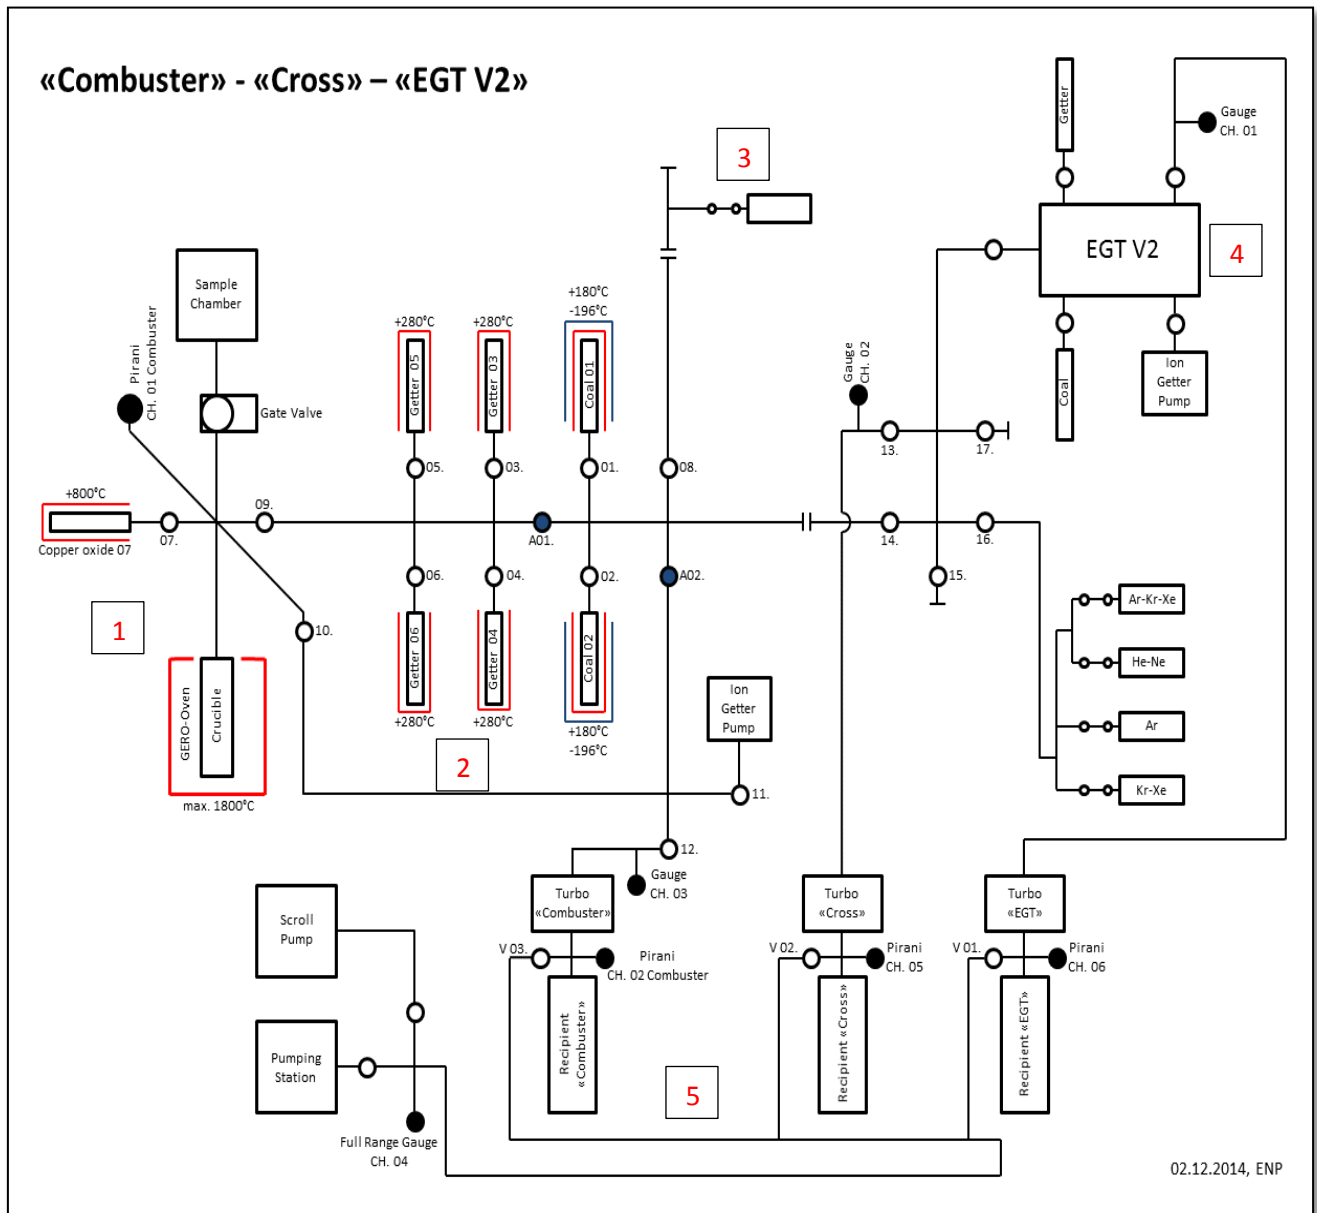 «Combuster» - «Cross» – «EGT V2»
Getter
Gauge
CH. 01
3
EGT V2
4
Sample
Chamber
Pirani
CH. 01 Combuster
Gate Valve
+280°C
+280°C
+180°C
-196°C
Getter 05
Getter 03
Coal 01
Gauge
CH. 02
Coal
Ion
Getter
Pump
05.
03.
01.
08.
13.
17.
+800°C
Copper oxide 07
07.
09.
A01.
14.
16.
06.
04.
02.
A02.
15.
1
10.
Getter 06
Getter 04
Coal 02
+280°C
+280°C
+180°C
-196°C
2
GERO-Oven
Crucible
max. 1800°C
Ion
Getter
Pump
11.
Ar-Kr-Xe
He-Ne
Ar
Kr-Xe
12.
Gauge
CH. 03
Turbo
«Combuster»
Turbo
«Cross»
Turbo
«EGT»
Scroll
Pump
V 03.
Pirani
CH. 02 Combuster
V 02.
Pirani
CH. 05
V 01.
Pirani
CH. 06
Recipient
«Combuster»
Recipient «Cross»
Recipient «EGT»
Pumping
Station
5
Full Range Gauge
CH. 04
02.12.2014, ENP